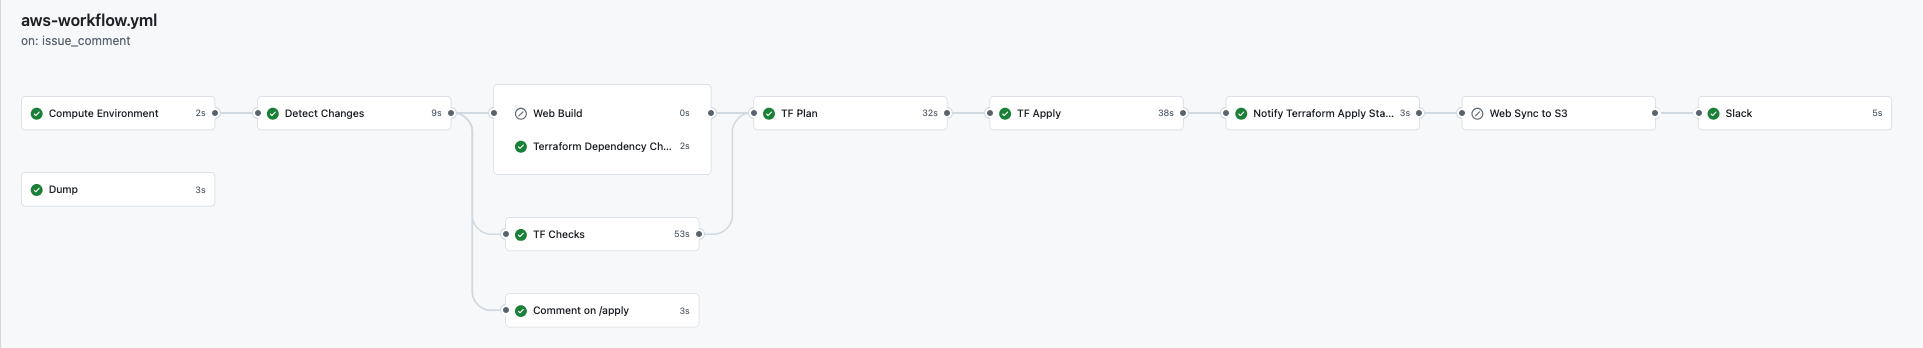 aws-workflow.yml
on: issue_comment
Compute Environment 2s
Detect Changes 9s
Web Build 0s
Terraform Dependency Ch... 2s
TF Plan 32s
TF Apply 38s
Notify Terraform Apply Sta... 3s
Web Sync to S3
Slack 5s
Dump 3s
TF Checks 53s
Comment on /apply 3s